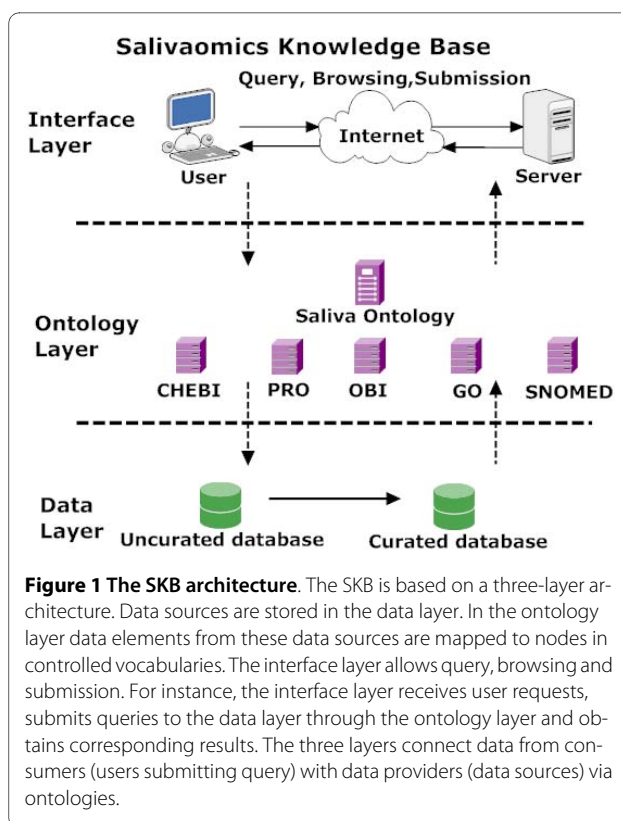 Salivaomics Knowledge Base
Query, Browsing,Submission
Interface
Layer
Internet
User
Server
Saliva Ontology
Ontology
Layer
CHEBI PRO OBI GO SNOMED
Data
Layer
Uncurated database Curated database
Figure 1 The SKB architecture. The SKB is based on a three-layer ar-
chitecture. Data sources are stored in the data layer. In the ontology
layer data elements from these data sources are mapped to nodes in
controlled vocabularies. The interface layer allows query, browsing and
submission. For instance, the interface layer receives user requests,
submits queries to the data layer through the ontology layer and ob-
tains corresponding results. The three layers connect data from con-
sumers (users submitting query) with data providers (data sources) via
ontologies.